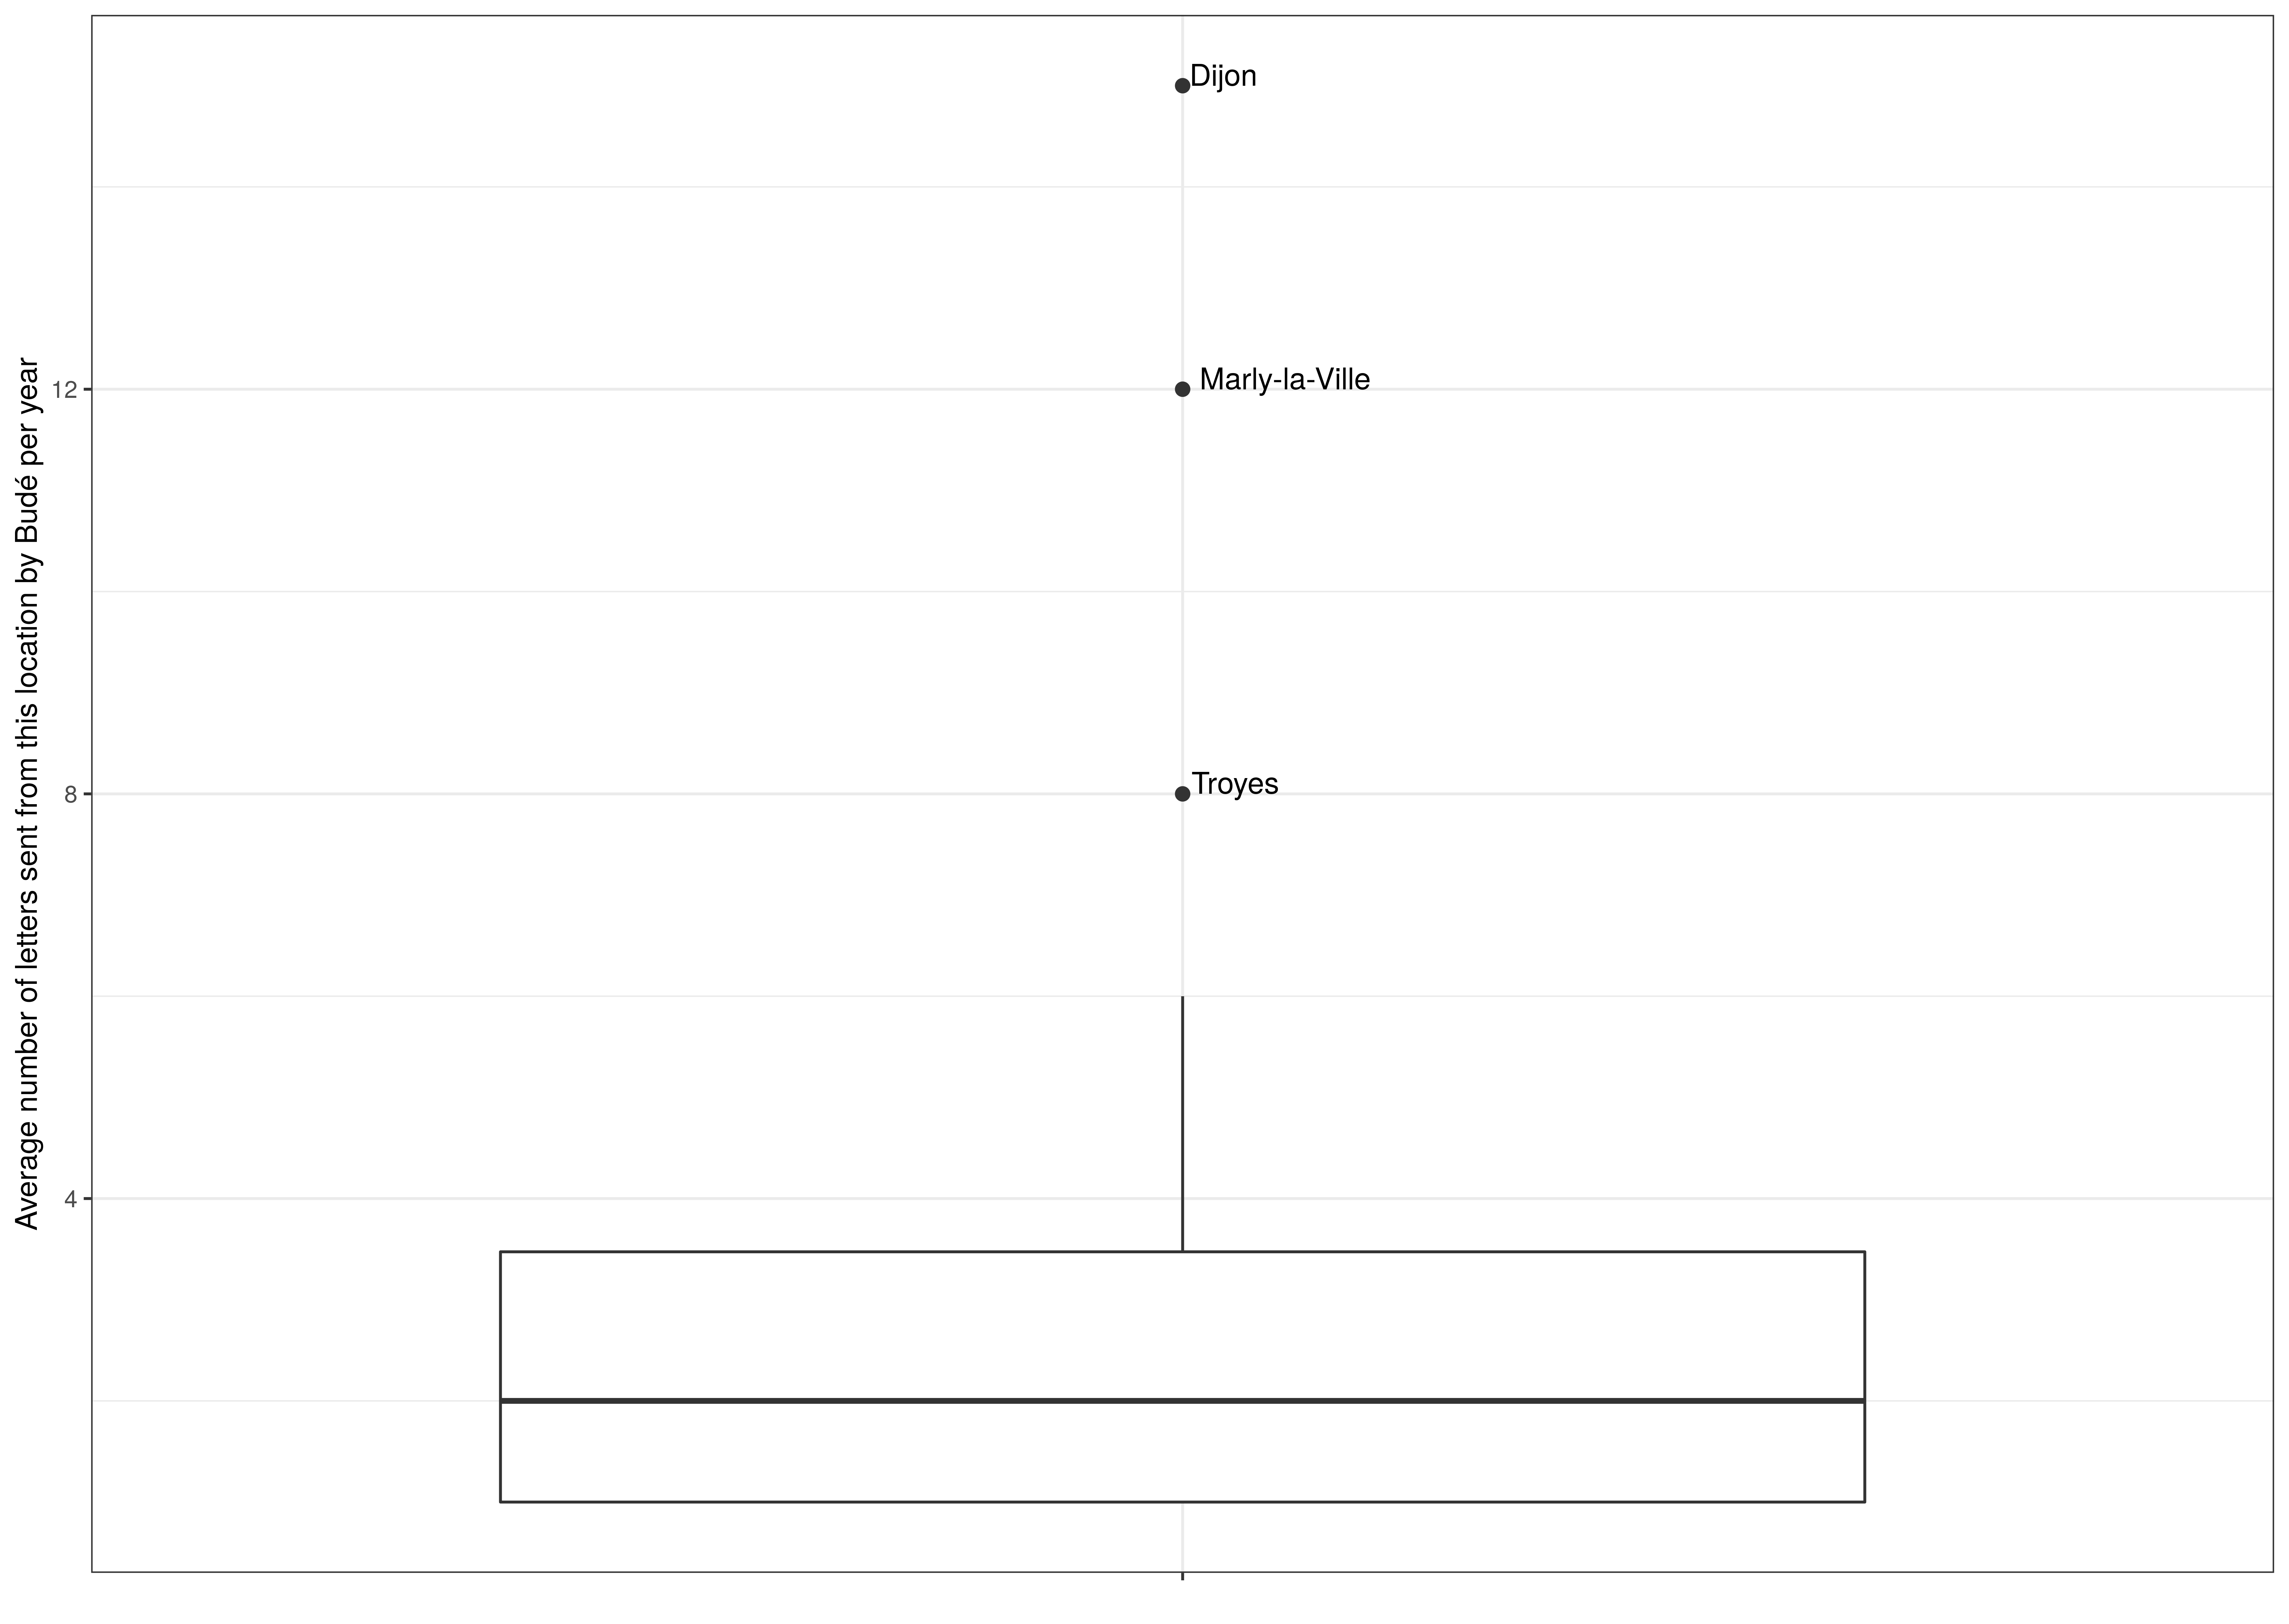 Average number of letters sent from this location by Budé per year
Dijon
12
Marly-la-Ville
8
Troyes
4